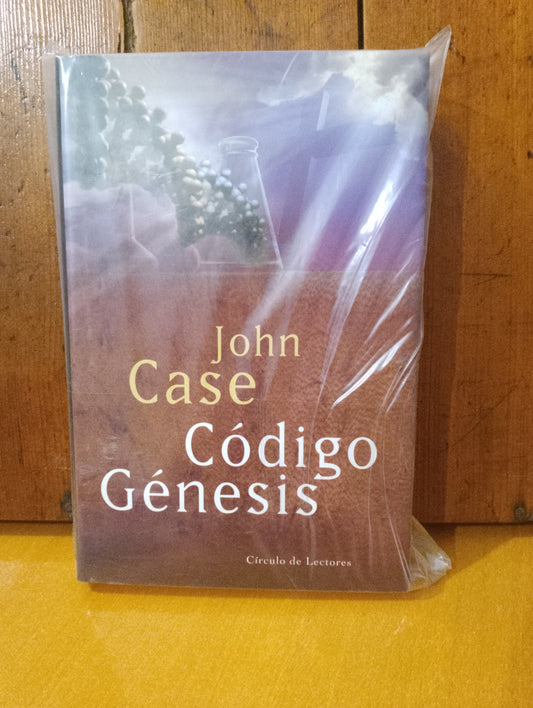 John
Case
Código
Génesis
Círculo de Lectores